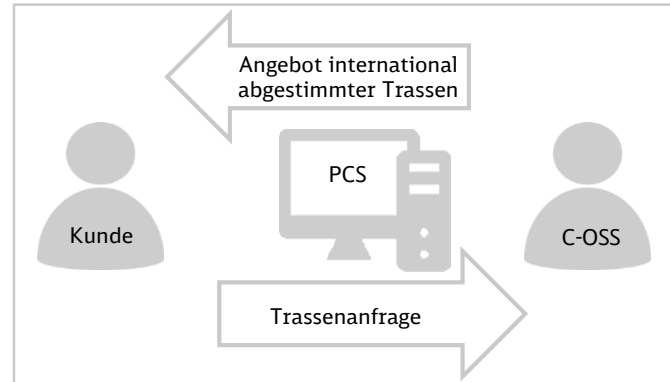 Angebot international
abgestimmter Trassen
PCS
Kunde
C-OSS
Trassenanfrage